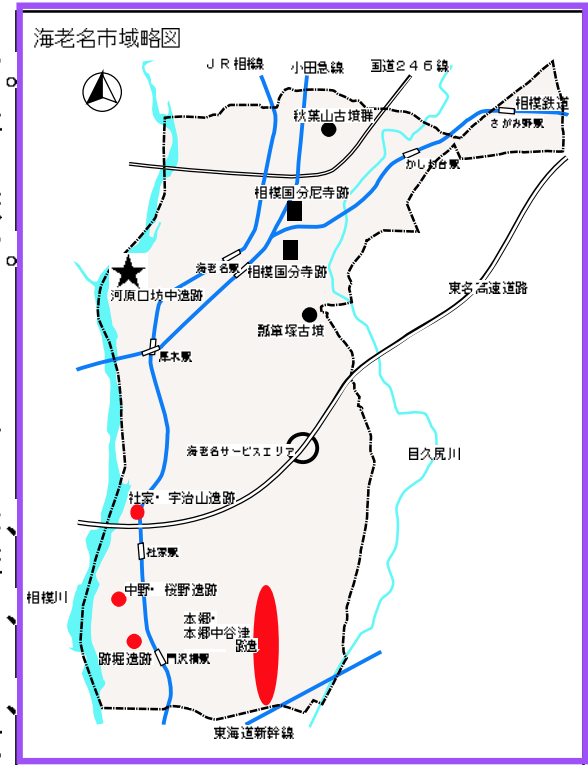 海老名市域略図
ＪＲ相模線
小田急線
国道２４６線
相模鉄道
さがみ野駅
秋葉山古墳群
かしわ台駅
相模国分尼寺跡
海老名駅
相模国分寺跡
河原口坊中遺跡
東名高速道路
瓢箪塚古墳
厚木駅
海老名サービスエリア
目久尻川
社家・宇治山遺跡
社家駅
相模川
中野・桜野遺跡
本郷・
本郷中谷津
遺跡
跡堀遺跡
門沢橋駅
東海道新幹線